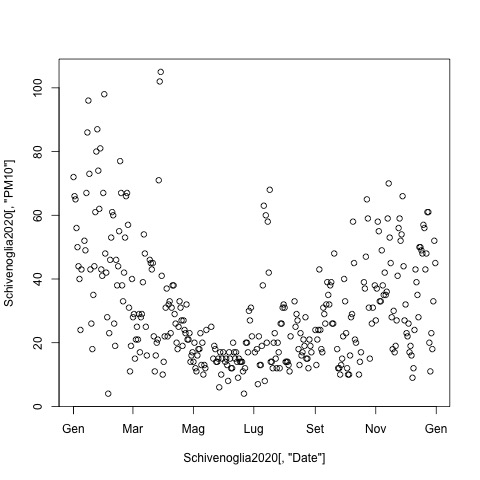 Schivenoglia2020[, "PM10"]
100
80
60
40
20
0
Gen Mar Mag Lug Set Nov Gen
Schivenoglia2020[, "Date"]